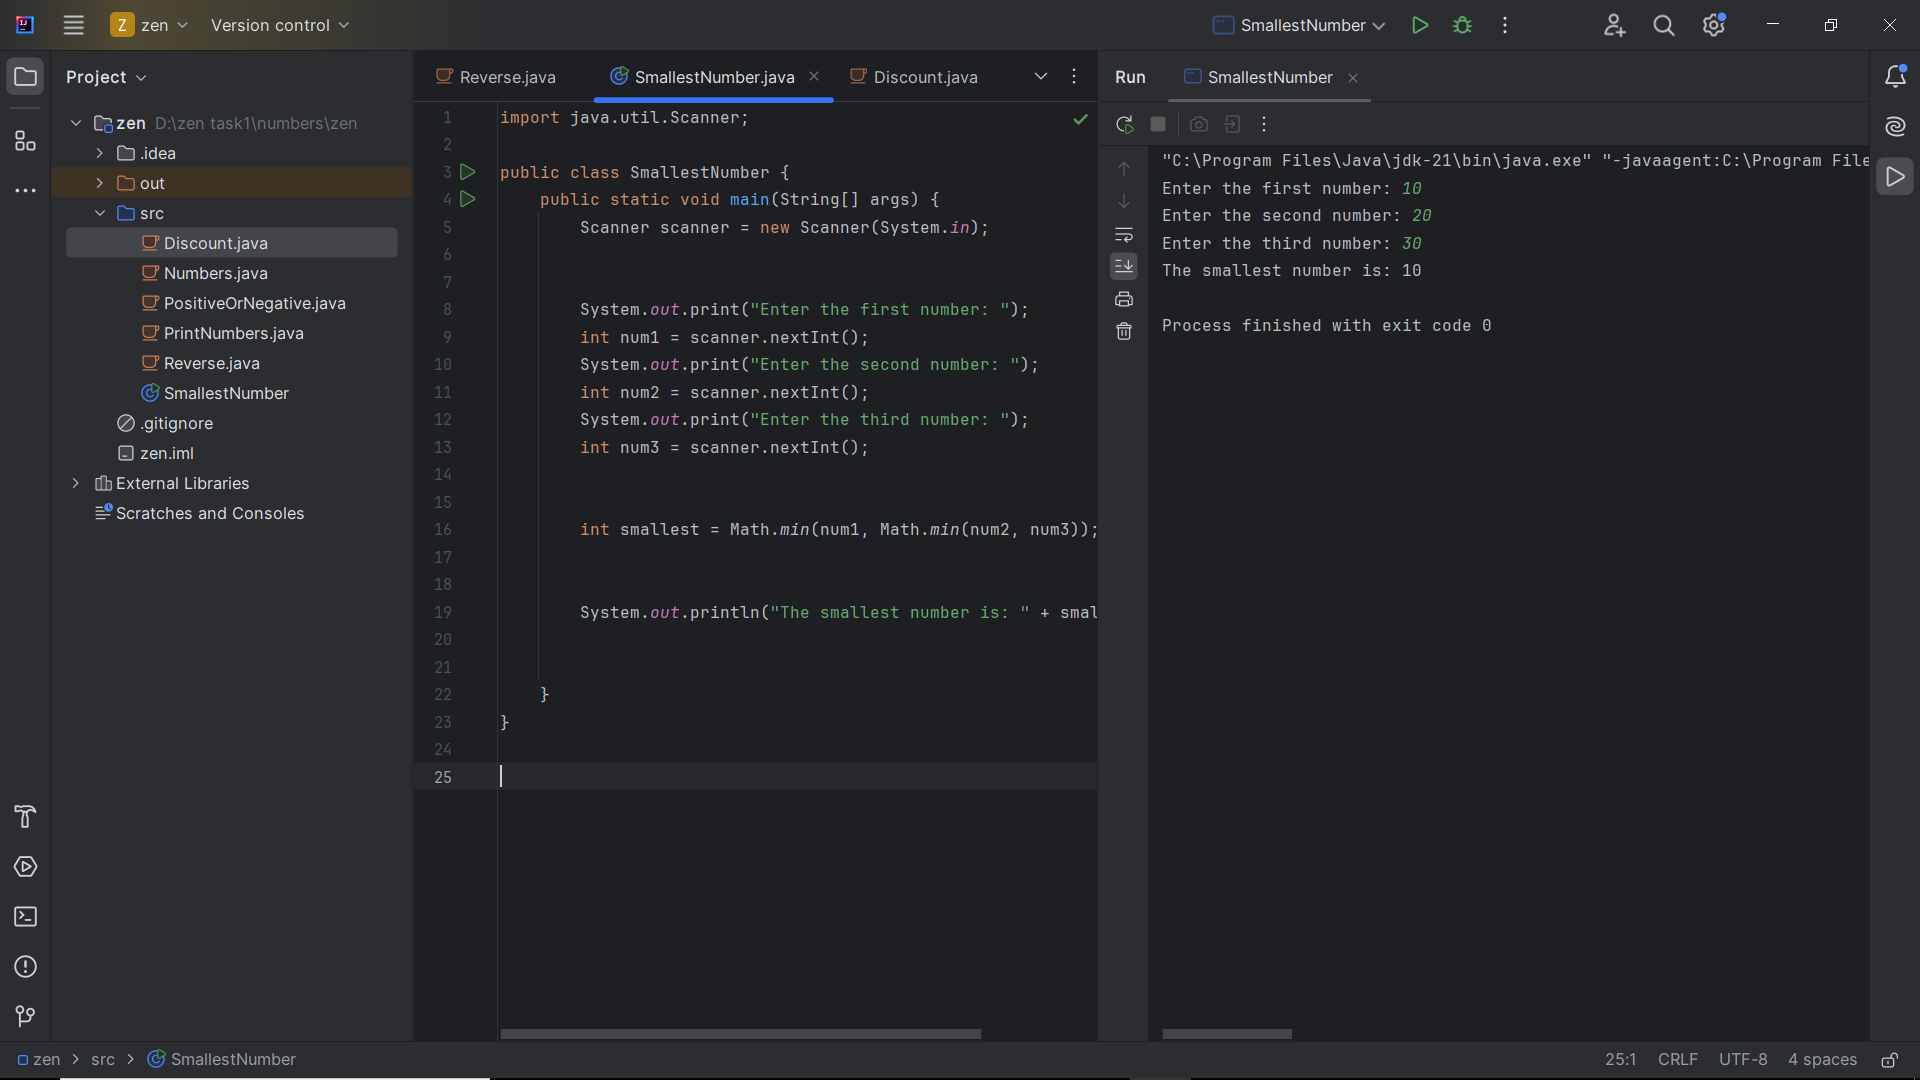 Z zen Version control SmallestNumber
Project
zen D:\zen task1\numbers\zen
.idea
out
src
Discount.java
Numbers.java
PositiveOrNegative.java
PrintNumbers.java
Reverse.java
SmallestNumber
.gitignore
zen.iml
External Libraries
Scratches and Consoles
Reverse.java SmallestNumber.java Discount.java
1 import java.util.Scanner;
2
3 public class SmallestNumber {
4 public static void main(String[] args) {
5 Scanner scanner = new Scanner(System.in);
6
7
8 System.out.print("Enter the first number: ");
9 int num1 = scanner.nextInt();
10 System.out.print("Enter the second number: ");
11 int num2 = scanner.nextInt();
12 System.out.print("Enter the third number: ");
13 int num3 = scanner.nextInt();
14
15
16 int smallest = Math.min(num1, Math.min(num2, num3));
17
18
19 System.out.println("The smallest number is: " + smal
20
21
22 }
23 }
24
25
Run SmallestNumber
"C:\Program Files\Java\jdk-21\bin\java.exe" "-javaagent:C:\Program File
Enter the first number: 10
Enter the second number: 20
Enter the third number: 30
The smallest number is: 10
Process finished with exit code 0
zen > src > SmallestNumber
25:1 CRLF UTF-8 4 spaces